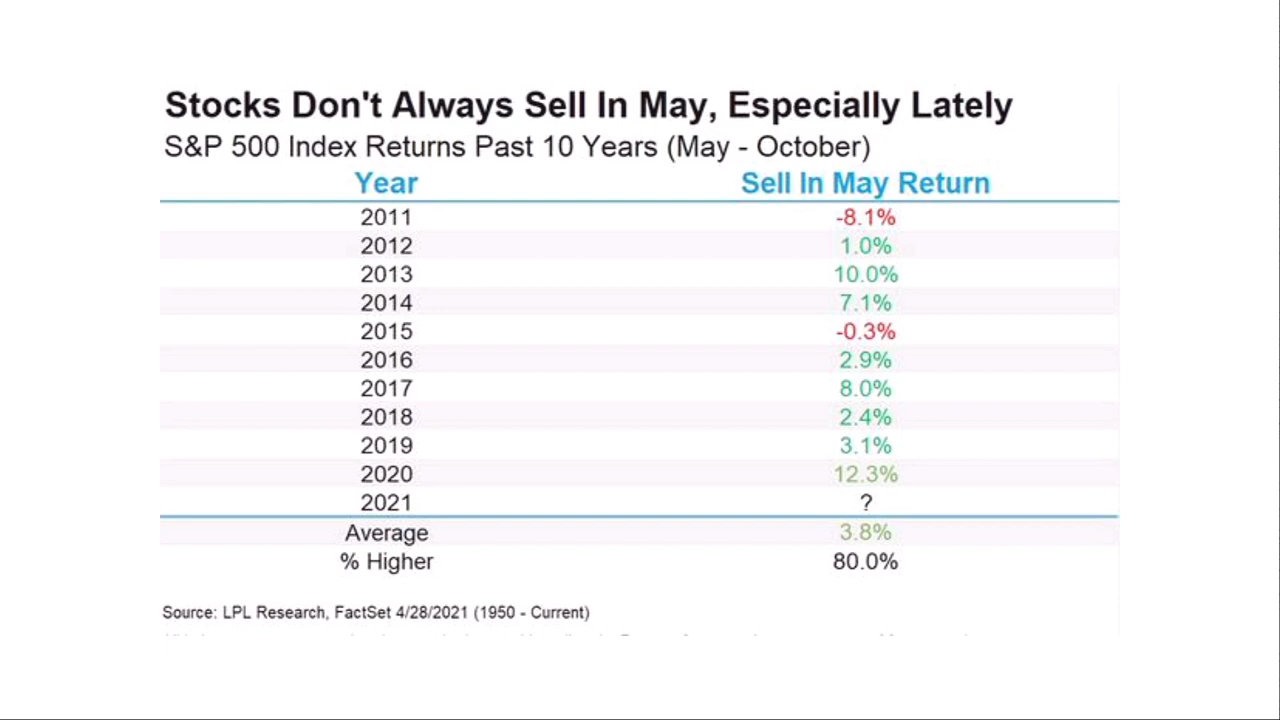 Stocks Don't Always Sell In May, Especially Lately
S&P 500 Index Returns Past 10 Years (May - October)
Year Sell In May Return
2011 -8.1%
2012 1.0%
2013 10.0%
2014 7.1%
2015 -0.3%
2016 2.9%
2017 8.0%
2018 2.4%
2019 3.1%
2020 12.3%
2021 ?
Average 3.8%
% Higher 80.0%
Source: LPL Research, FactSet 4/28/2021 (1950 - Current)